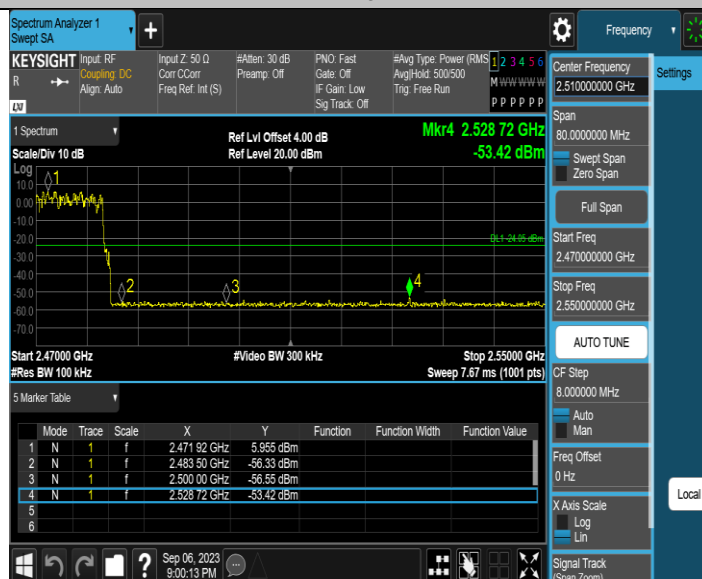 Spectrum Analyzer 1
Swept SA
Frequency
KEYSIGHT Input: RF Input Z: 50 Ω #Atten: 30 dB PNO: Fast #Avg Type: Power (RMS 1 2 3 4 5 6
R Coupling: DC Corr CCorr Preamp: Off Gate: Off Avg|Hold: 500/500 M W W W W W
Align: Auto Freq Ref: Int (S) IF Gain: Low Trig: Free Run
LXI Sig Track: Off P P P P P P
1 Spectrum
Ref Lvl Offset 4.00 dB Mkr4 2.528 72 GHz
Scale/Div 10 dB Ref Level 20.00 dBm -53.42 dBm
Log
10.0
0.00
-10.0
-20.0
-30.0
-40.0
-50.0
-60.0
-70.0
1
2
3
4
DL1 -24.05 dBm
Start 2.47000 GHz #Video BW 300 kHz Stop 2.55000 GHz
#Res BW 100 kHz Sweep 7.67 ms (1001 pts)
5 Marker Table
Mode Trace Scale X Y Function Function Width Function Value
1 N 1 f 2.471 92 GHz 5.955 dBm
2 N 1 f 2.483 50 GHz -56.33 dBm
3 N 1 f 2.500 00 GHz -56.55 dBm
4 N 1 f 2.528 72 GHz -53.42 dBm
5
6
Sep 06, 2023
9:00:13 PM
Center Frequency
2.510000000 GHz
Span
80.0000000 MHz
Swept Span
Zero Span
Full Span
Start Freq
2.470000000 GHz
Stop Freq
2.550000000 GHz
AUTO TUNE
CF Step
8.000000 MHz
Auto
Man
Freq Offset
0 Hz
X Axis Scale
Log
Lin
Signal Track
(Span Zoom)
Settings
Local